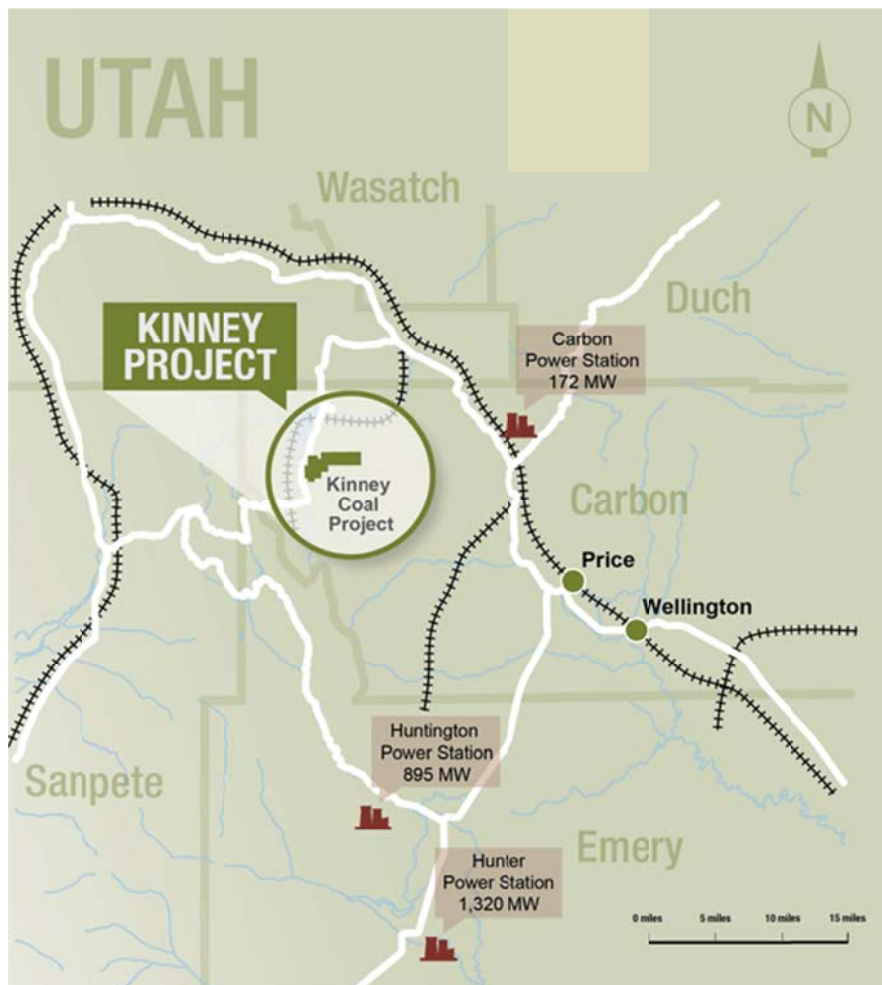 UTAH
N
Wasatch
Duch
KINNEY
PROJECT
Carbon
Power Station
172 MW
Kinney
Coal
Project
Carbon
Price
Wellington
Huntington
Power Station
895 MW
Sanpete
Emery
Hunler
Power Station
1,320 MW
0 miles
5 miles
10 miles
15 miles